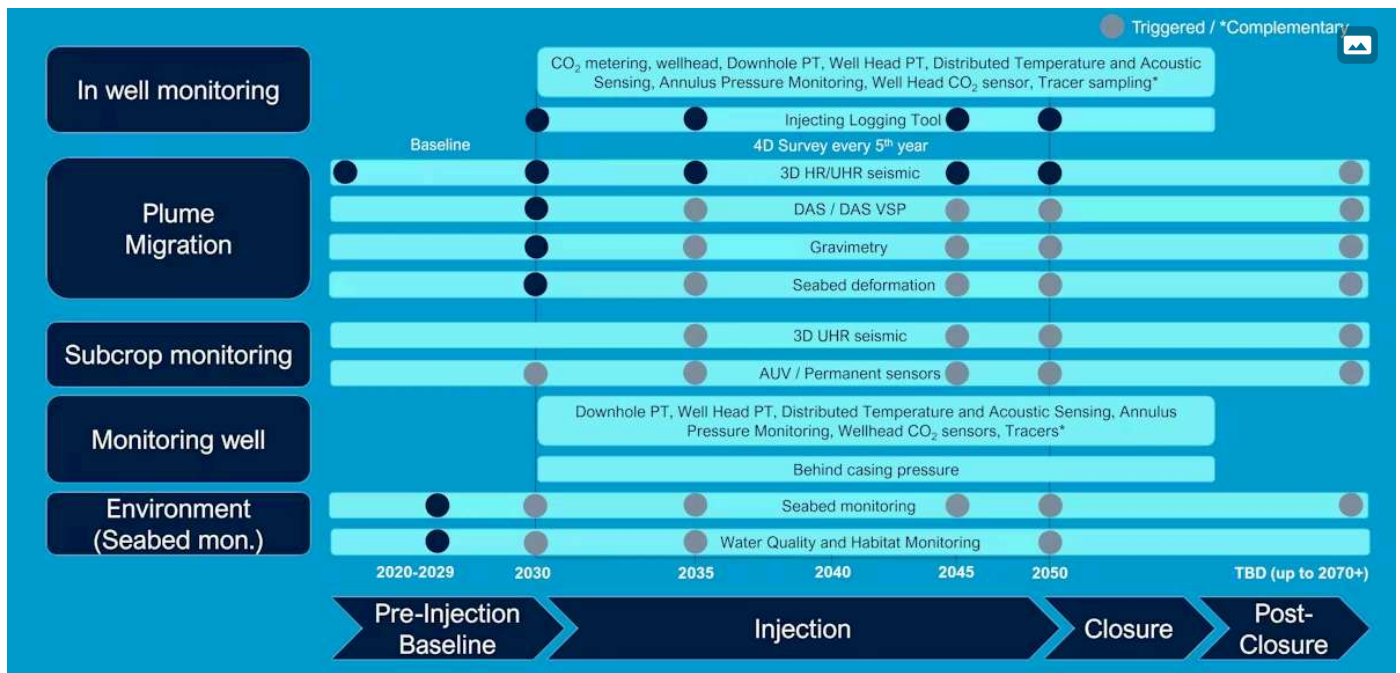 Triggered / *Complementary
In well monitoring
CO₂ metering, wellhead, Downhole PT, Well Head PT, Distributed Temperature and Acoustic
Sensing, Annulus Pressure Monitoring, Well Head CO₂ sensor, Tracer sampling*
Injecting Logging Tool
Baseline
4D Survey every 5th year
Plume
Migration
3D HR/UHR seismic
DAS / DAS VSP
Gravimetry
Seabed deformation
Subcrop monitoring
3D UHR seismic
AUV / Permanent sensors
Monitoring well
Downhole PT, Well Head PT, Distributed Temperature and Acoustic Sensing, Annulus
Pressure Monitoring, Wellhead CO₂ sensors, Tracers*
Behind casing pressure
Environment
(Seabed mon.)
Seabed monitoring
Water Quality and Habitat Monitoring
2020-2029
2030
2035
2040
2045
2050
TBD (up to 2070+)
Pre-Injection
Baseline
Injection
Closure
Post-
Closure